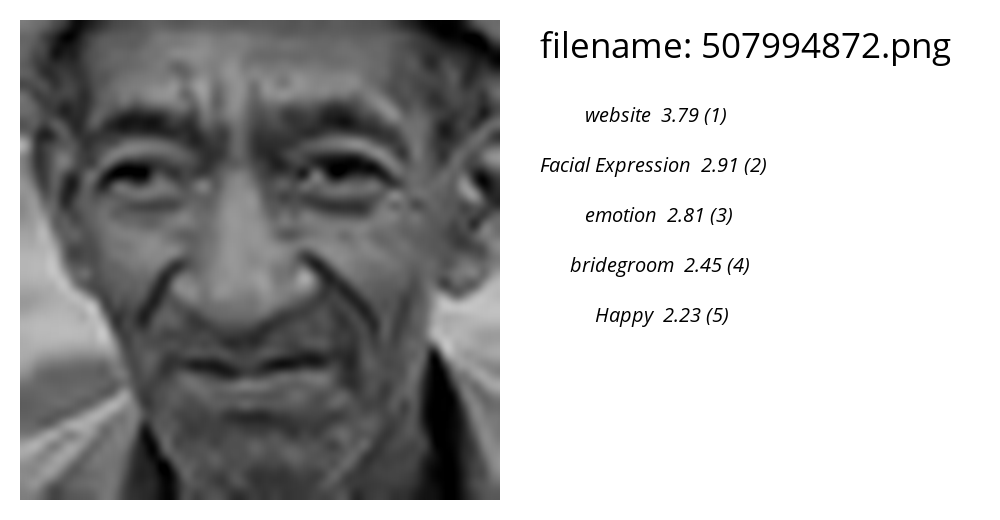 filename: 507994872.png
website 3.79 (1)
Facial Expression 2.91 (2)
emotion 2.81 (3)
bridegroom 2.45 (4)
Happy 2.23 (5)